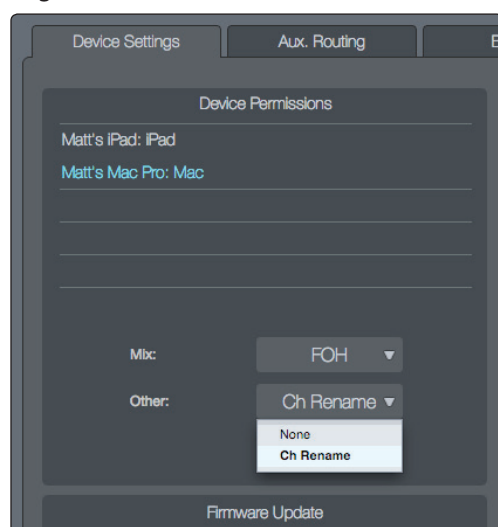 Device Settings
Aux. Routing
Device Permissions
Matt's iPad: iPad
Matt's Mac Pro: Mac
Mix:
FOH
Other:
Ch Rename
None
Ch Rename
Firmware Update